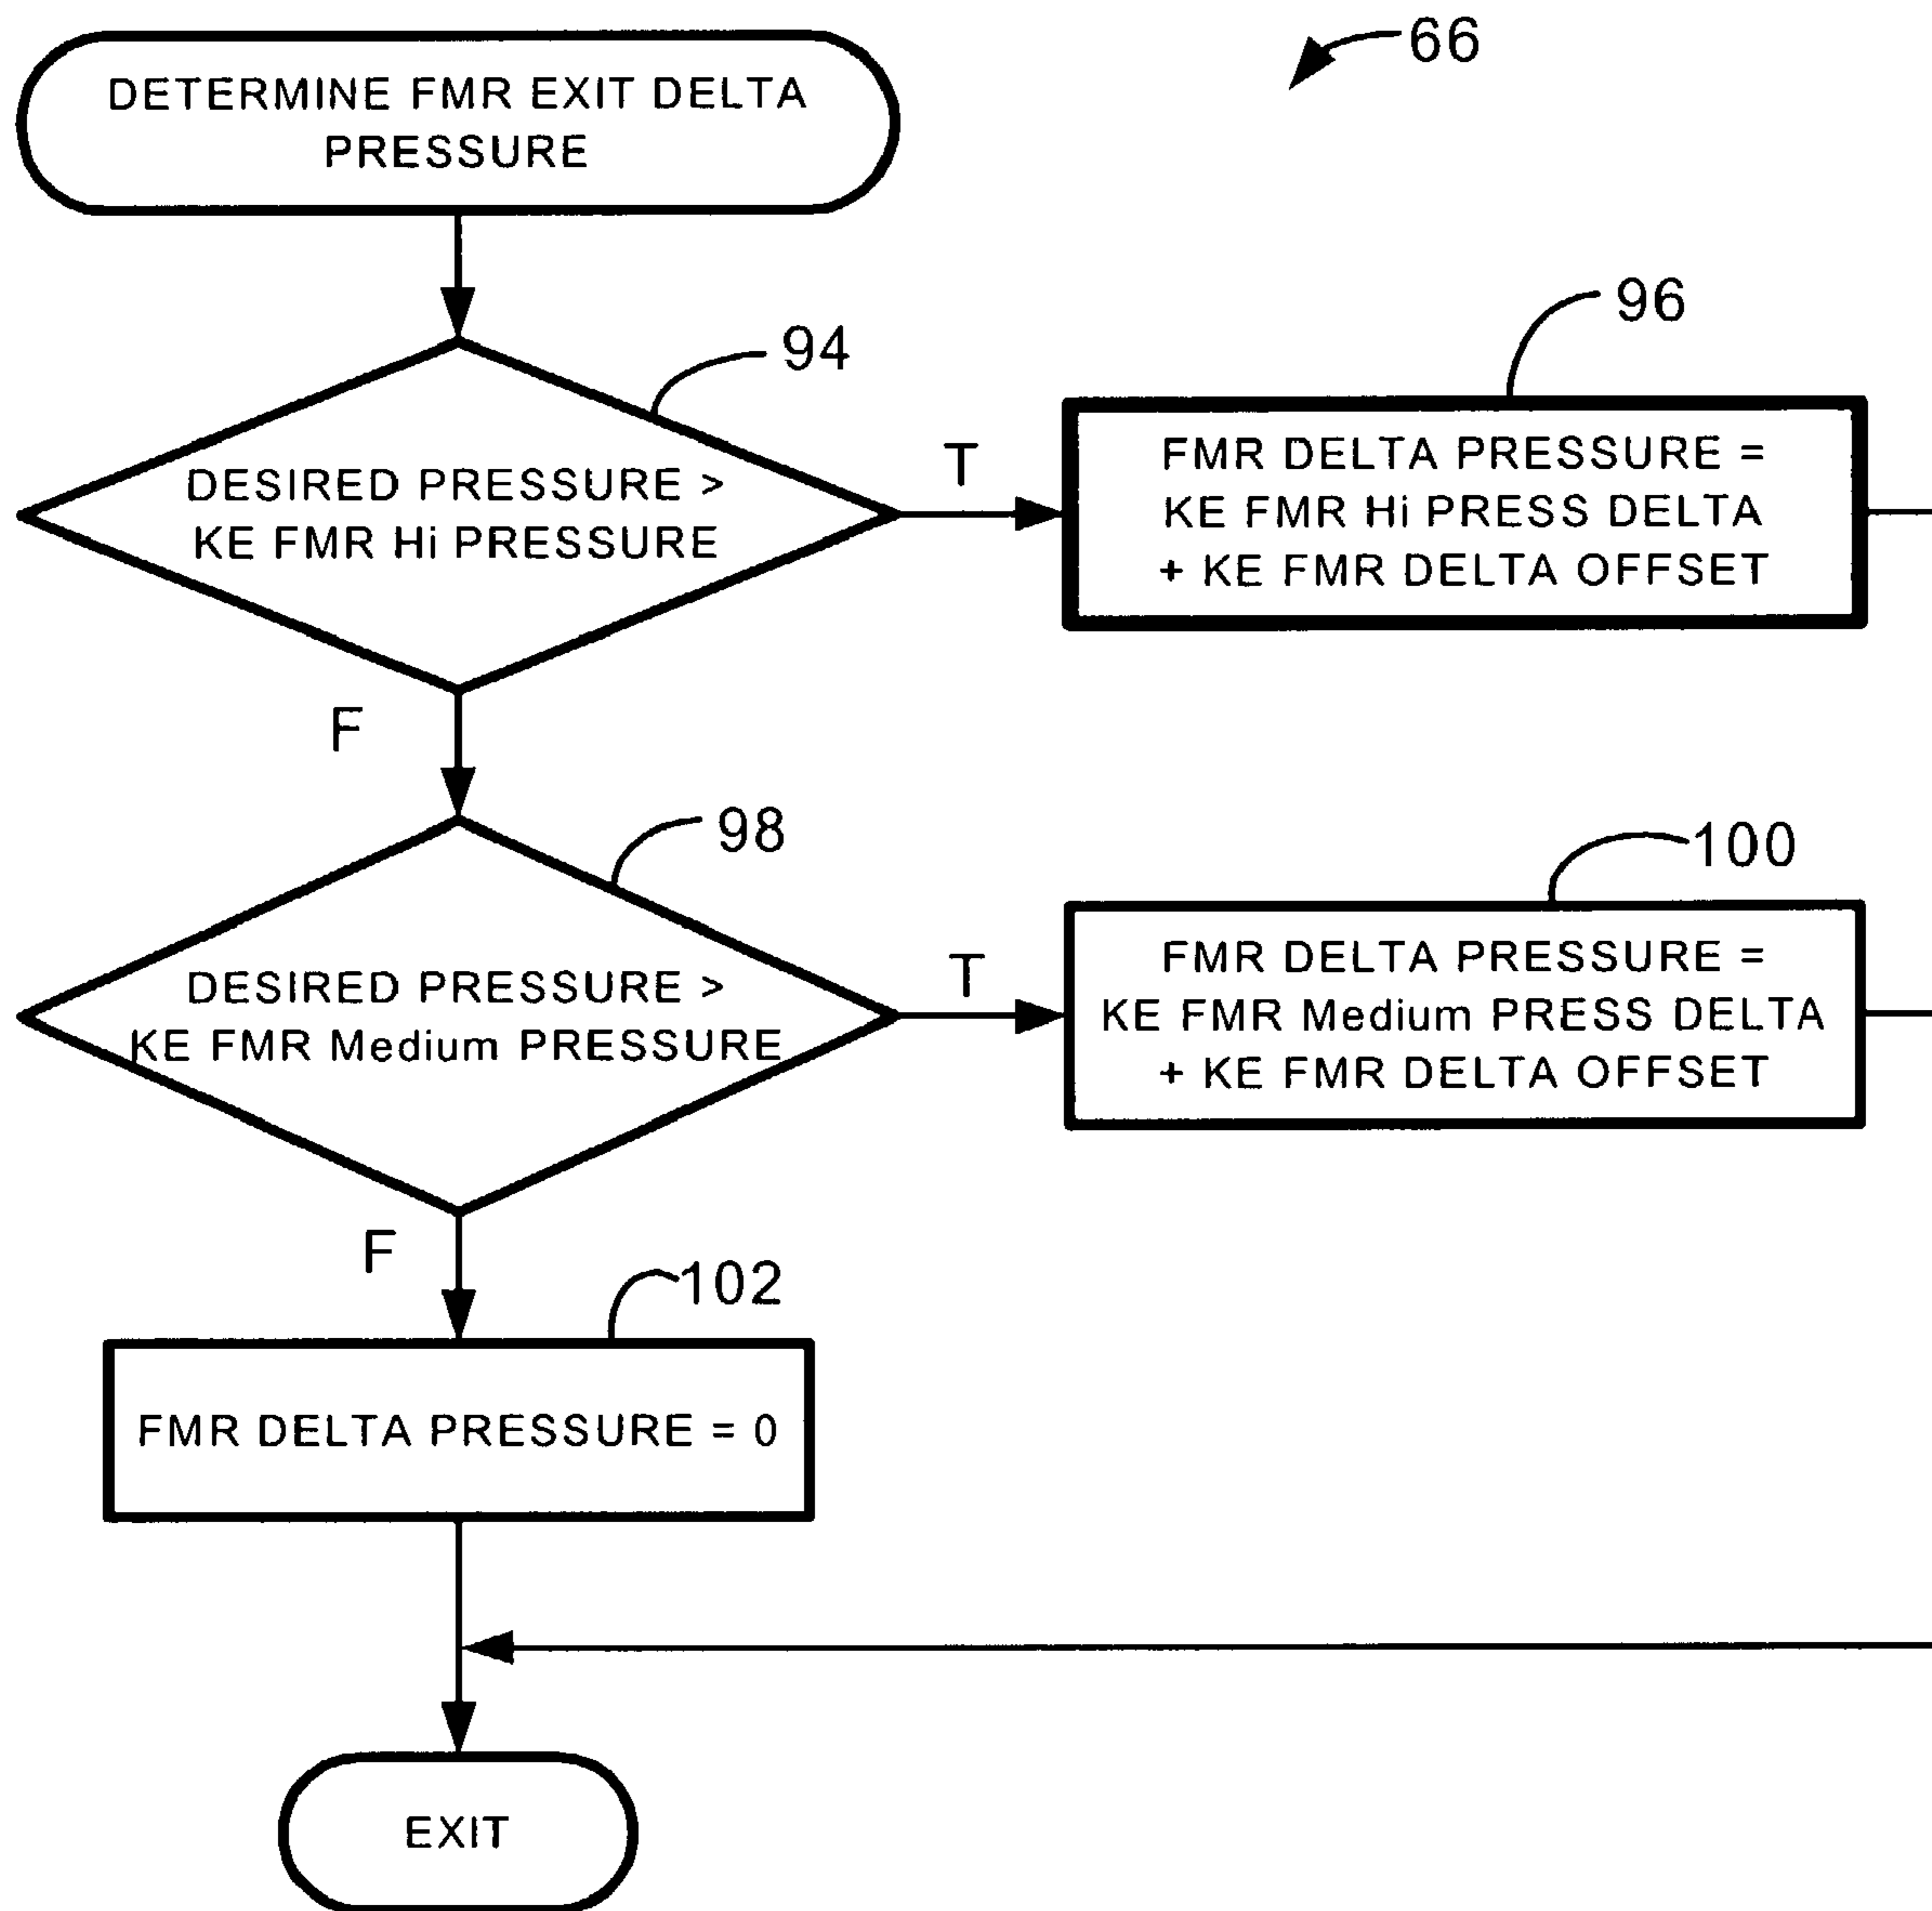 66
DETERMINE FMR EXIT DELTA
PRESSURE
94
DESIRED PRESSURE >
KE FMR Hi PRESSURE
T
96
FMR DELTA PRESSURE =
KE FMR Hi PRESS DELTA
+ KE FMR DELTA OFFSET
F
98
DESIRED PRESSURE >
KE FMR Medium PRESSURE
T
100
FMR DELTA PRESSURE =
KE FMR Medium PRESS DELTA
+ KE FMR DELTA OFFSET
F
102
FMR DELTA PRESSURE = 0
EXIT